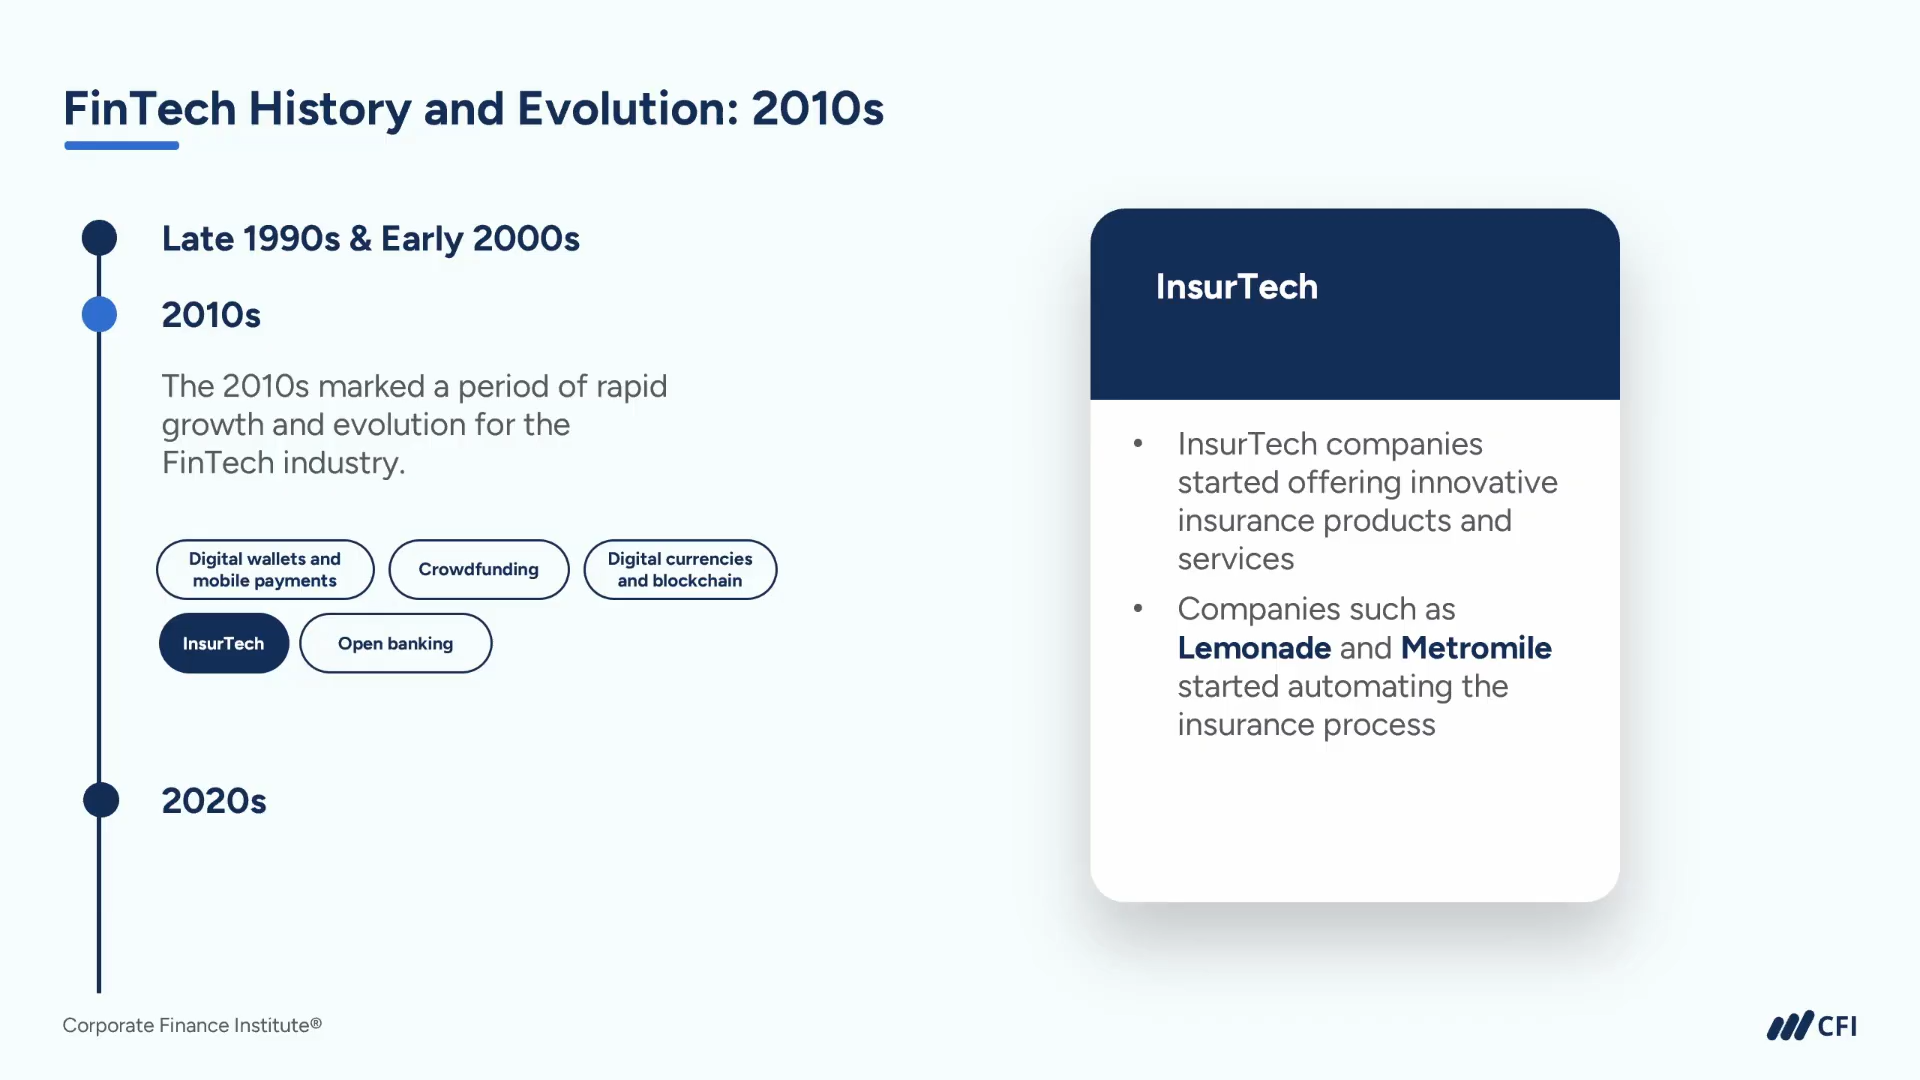 FinTech History and Evolution: 2010s
Late 1990s & Early 2000s
2010s
The 2010s marked a period of rapid
growth and evolution for the
FinTech industry.
Digital wallets and
mobile payments
Crowdfunding
Digital currencies
and blockchain
InsurTech
Open banking
2020s
InsurTech
• InsurTech companies
started offering innovative
insurance products and
services
• Companies such as
Lemonade and Metromile
started automating the
insurance process
Corporate Finance Institute®
CFI